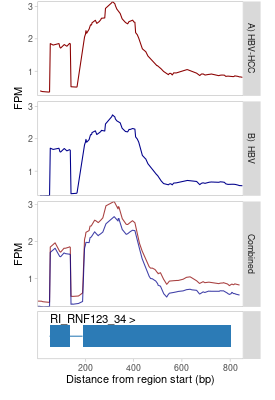 3
2
1
FPM
A) HBV-HCC
3
2
1
B) HBV
3
2
1
FPM
Combined
RI_RNF123_34 >
200 400 600 800
Distance from region start (bp)